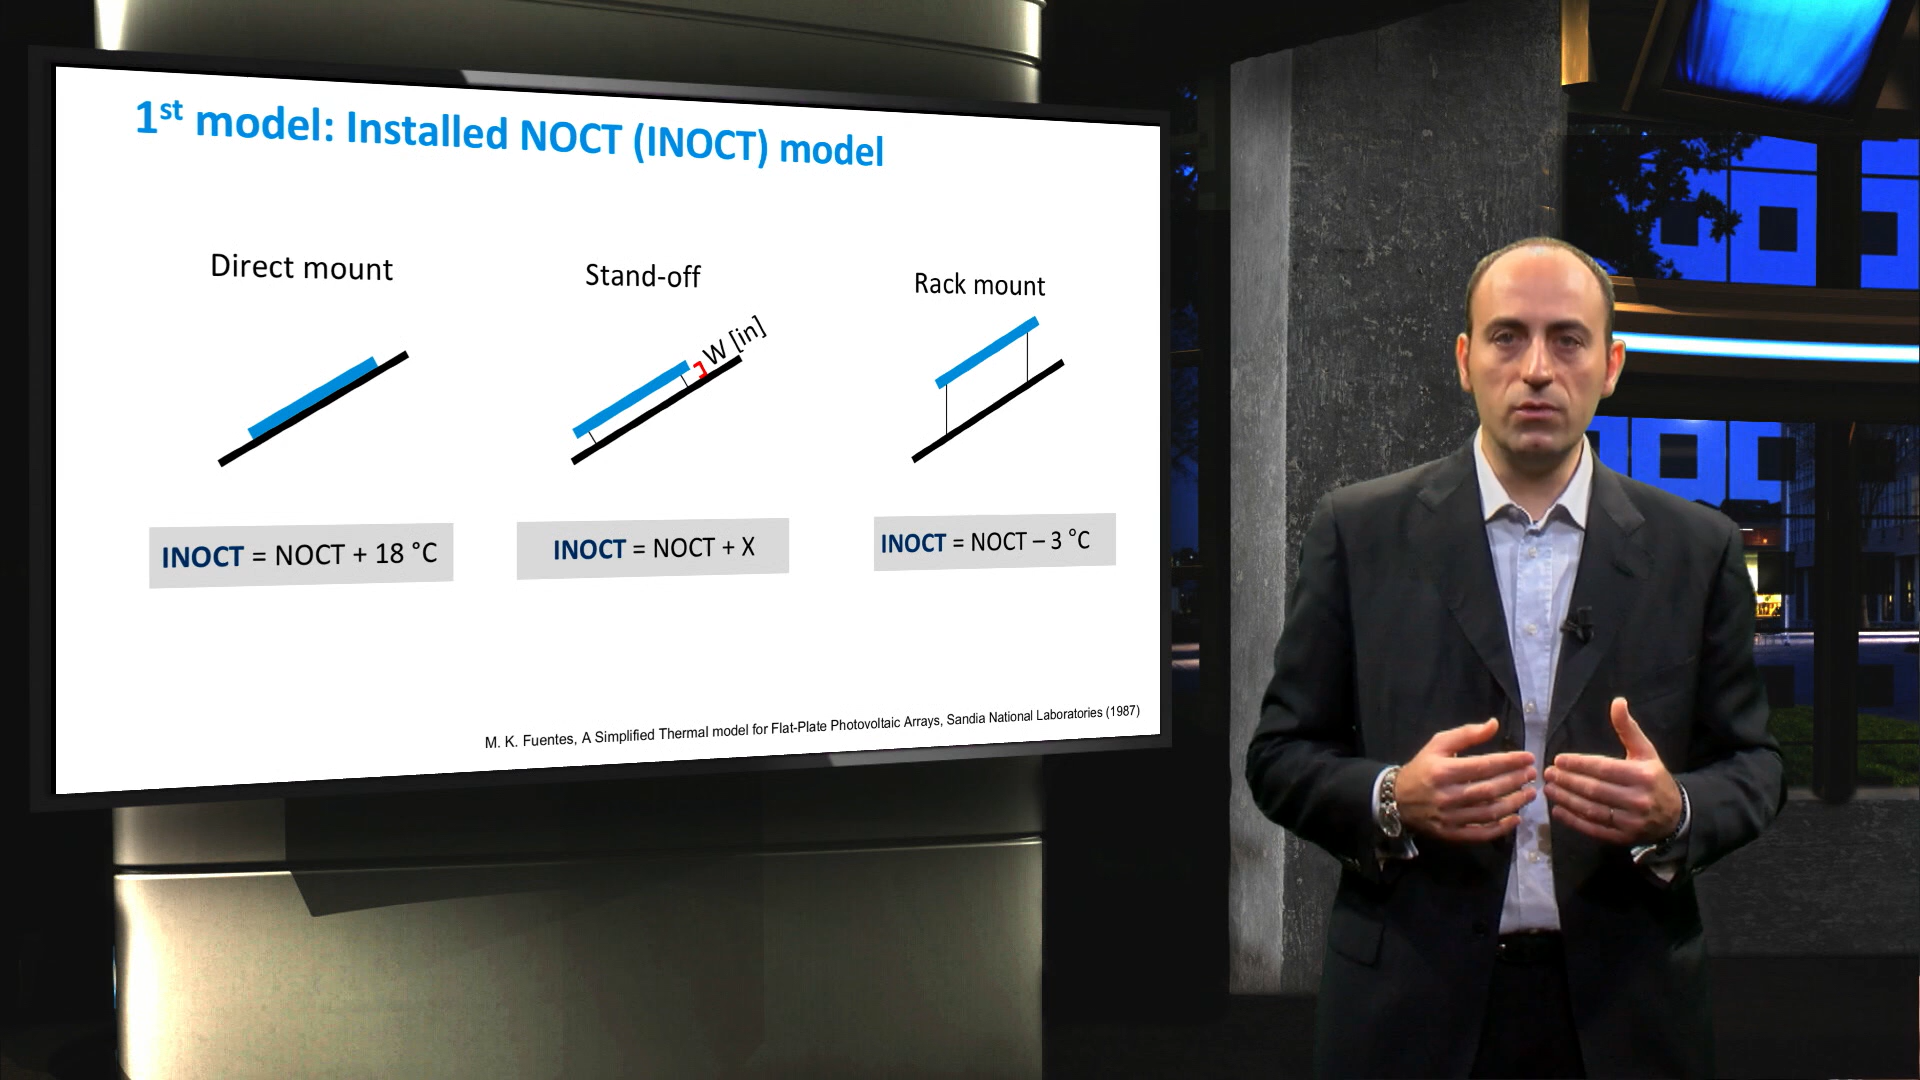 1st model: Installed NOCT (INOCT) model
Direct mount
Stand-off
Rack mount
W [in]
INOCT = NOCT + 18 °C
INOCT = NOCT + X
INOCT = NOCT – 3 °C
M. K. Fuentes, A Simplified Thermal model for Flat-Plate Photovoltaic Arrays, Sandia National Laboratories (1987)